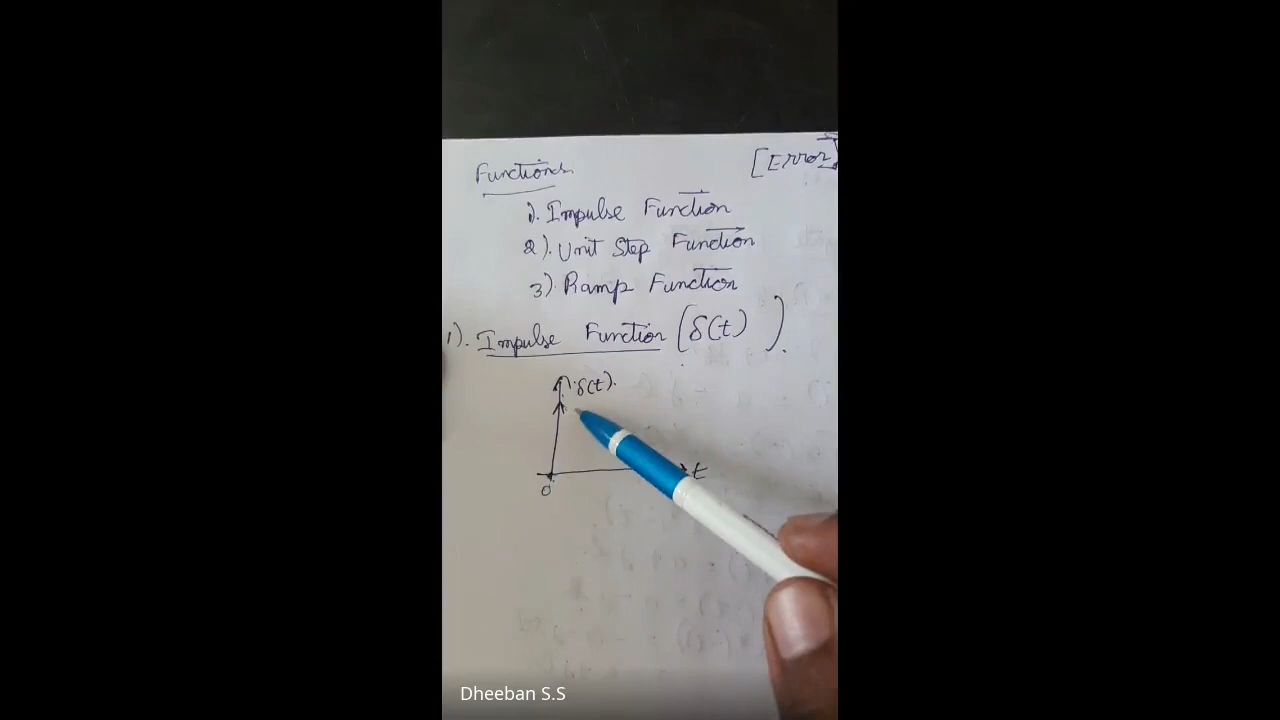 Functions
[Error]
1). Impulse Function
2). Unit Step Function
3). Ramp Function
1). Impulse Function (δ(t)).
δ(t).
t
0
Dheeban S.S